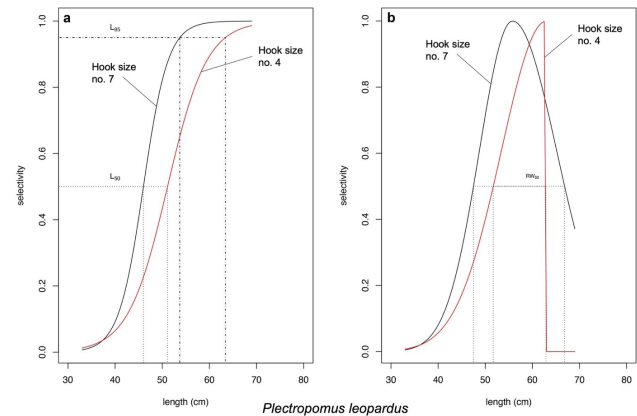 a
L95
Hook size
no. 7
Hook size
no. 4
L50
selectivity
0.0
0.2
0.4
0.6
0.8
1.0
30
40
50
60
70
80
length (cm)
b
Hook size
no. 7
Hook size
no. 4
RW50
selectivity
0.0
0.2
0.4
0.6
0.8
1.0
30
40
50
60
70
80
length (cm)
Plectropomus leopardus